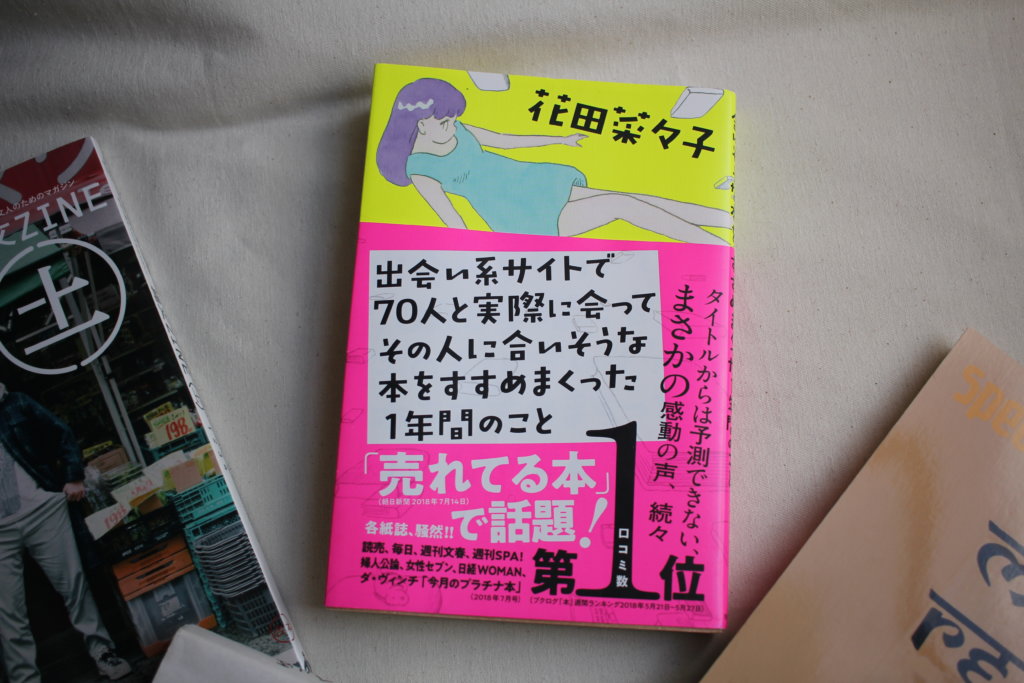 花田菜々子
出会い系サイトで
70人と実際に会って
その人に合いそうな
本をすすめまくった
1年間のこと
タイトルからは予測できない、
まさかの感動の声、続々
「売れてる本」
(朝日新聞2018年7月14日)
で話題!
各紙誌、騒然!!
読売、毎日、週刊文春、週刊SPA!
婦人公論、女性セブン、日経WOMAN、
ダ・ヴィンチ「今月のプラチナ本」
(2018年7月号)
口コミ数
第1位
(ブクログ「本」週間ランキング2018年5月21日~5月27日)
人のためのマガジン
ZINE
198